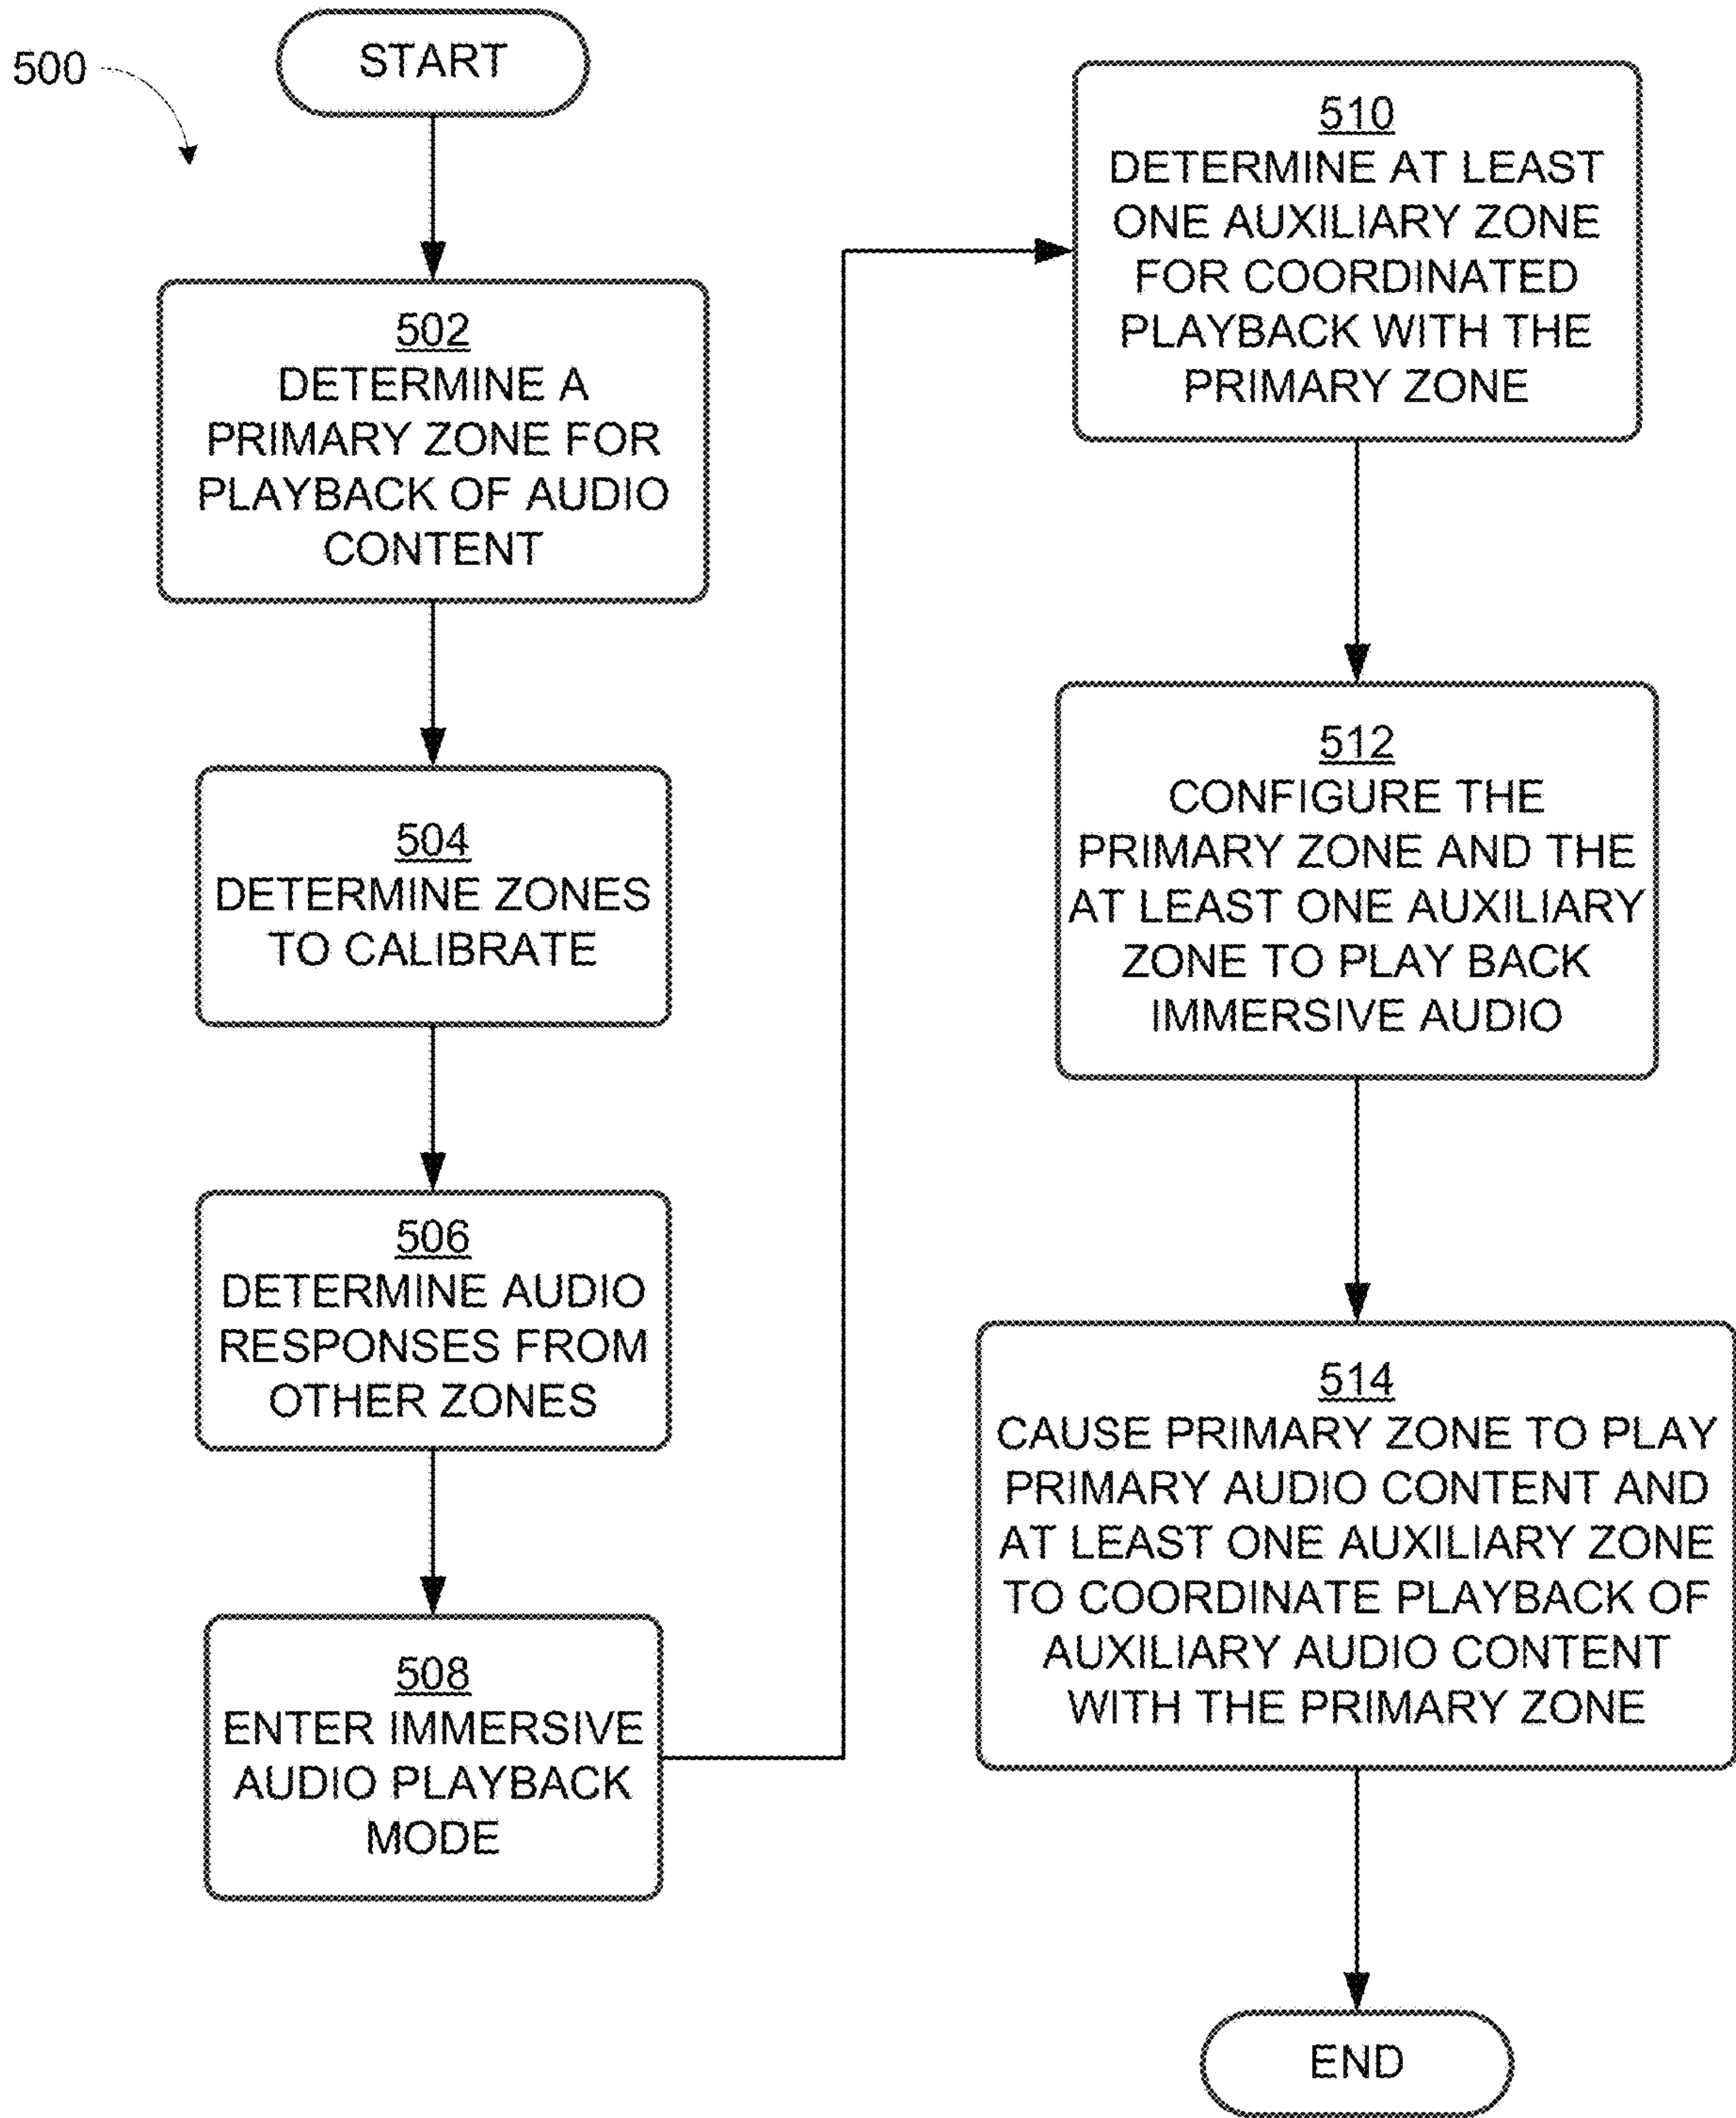 500
START
502
DETERMINE A
PRIMARY ZONE FOR
PLAYBACK OF AUDIO
CONTENT
504
DETERMINE ZONES
TO CALIBRATE
506
DETERMINE AUDIO
RESPONSES FROM
OTHER ZONES
508
ENTER IMMERSIVE
AUDIO PLAYBACK
MODE
510
DETERMINE AT LEAST
ONE AUXILIARY ZONE
FOR COORDINATED
PLAYBACK WITH THE
PRIMARY ZONE
512
CONFIGURE THE
PRIMARY ZONE AND THE
AT LEAST ONE AUXILIARY
ZONE TO PLAY BACK
IMMERSIVE AUDIO
514
CAUSE PRIMARY ZONE TO PLAY
PRIMARY AUDIO CONTENT AND
AT LEAST ONE AUXILIARY ZONE
TO COORDINATE PLAYBACK OF
AUXILIARY AUDIO CONTENT
WITH THE PRIMARY ZONE
END